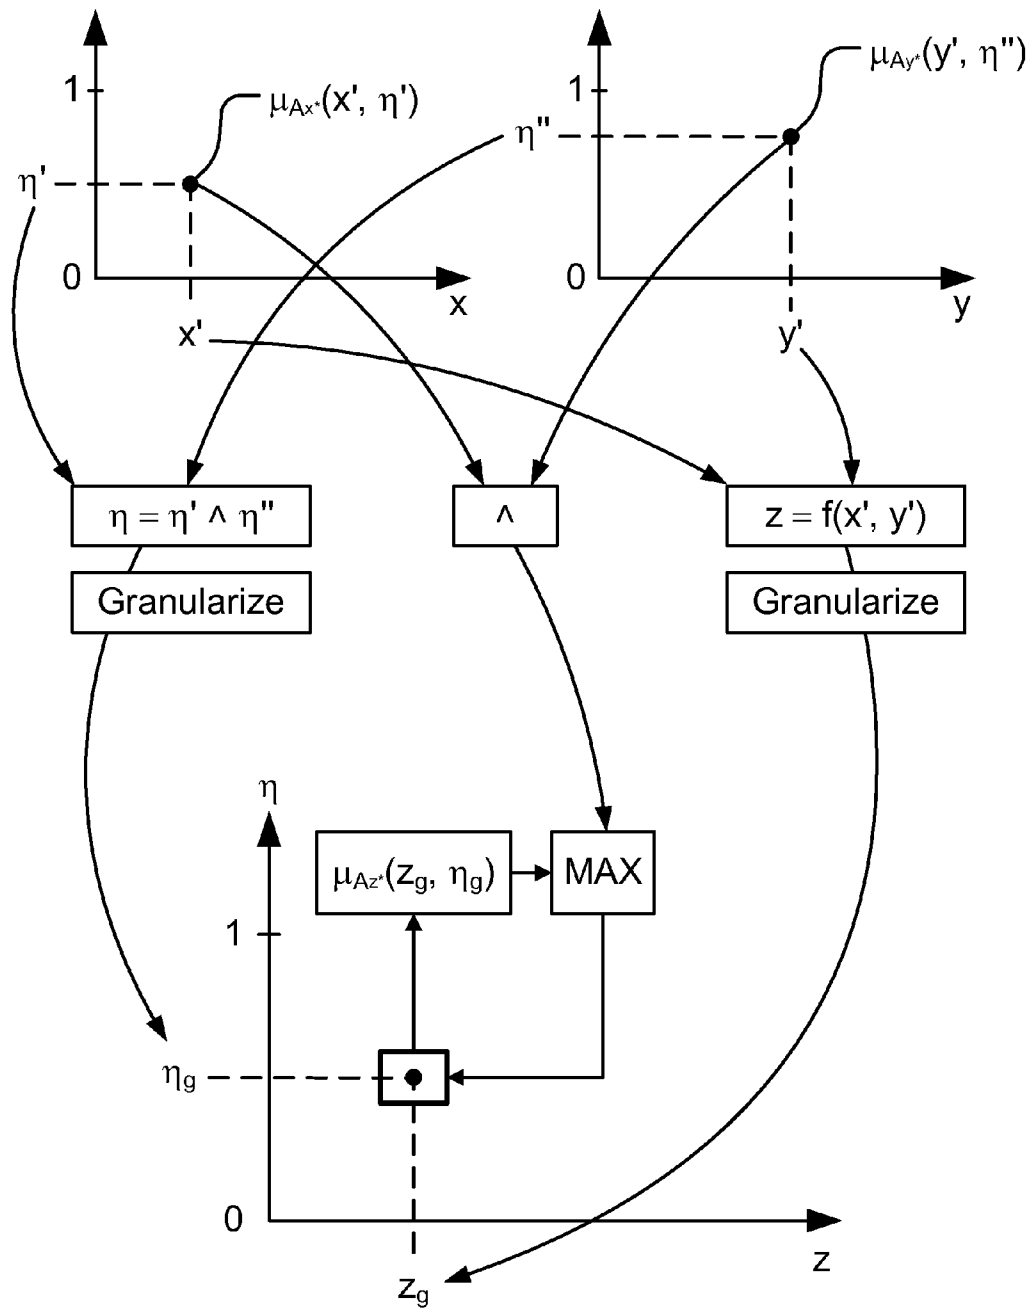 μAx*(x', η')
μAy*(y', η")
1
1
η"
η'
0
0
x
y
x'
y'
η = η' ∧ η"
∧
z = f(x', y')
Granularize
Granularize
η
μAz*(zg, ηg)
MAX
1
ηg
0
z
zg